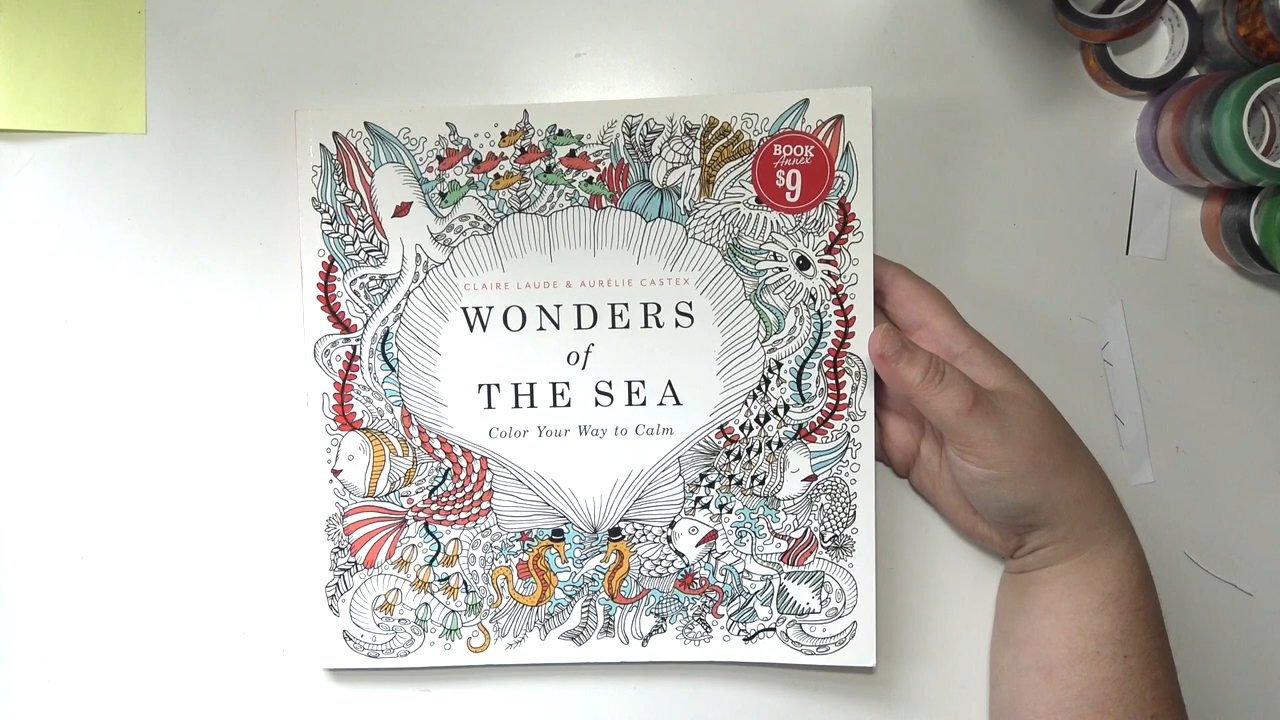 BOOK
Annex
$9
CLAIRE LAUDE & AURÉLIE CASTEX
WONDERS
of
THE SEA
Color Your Way to Calm